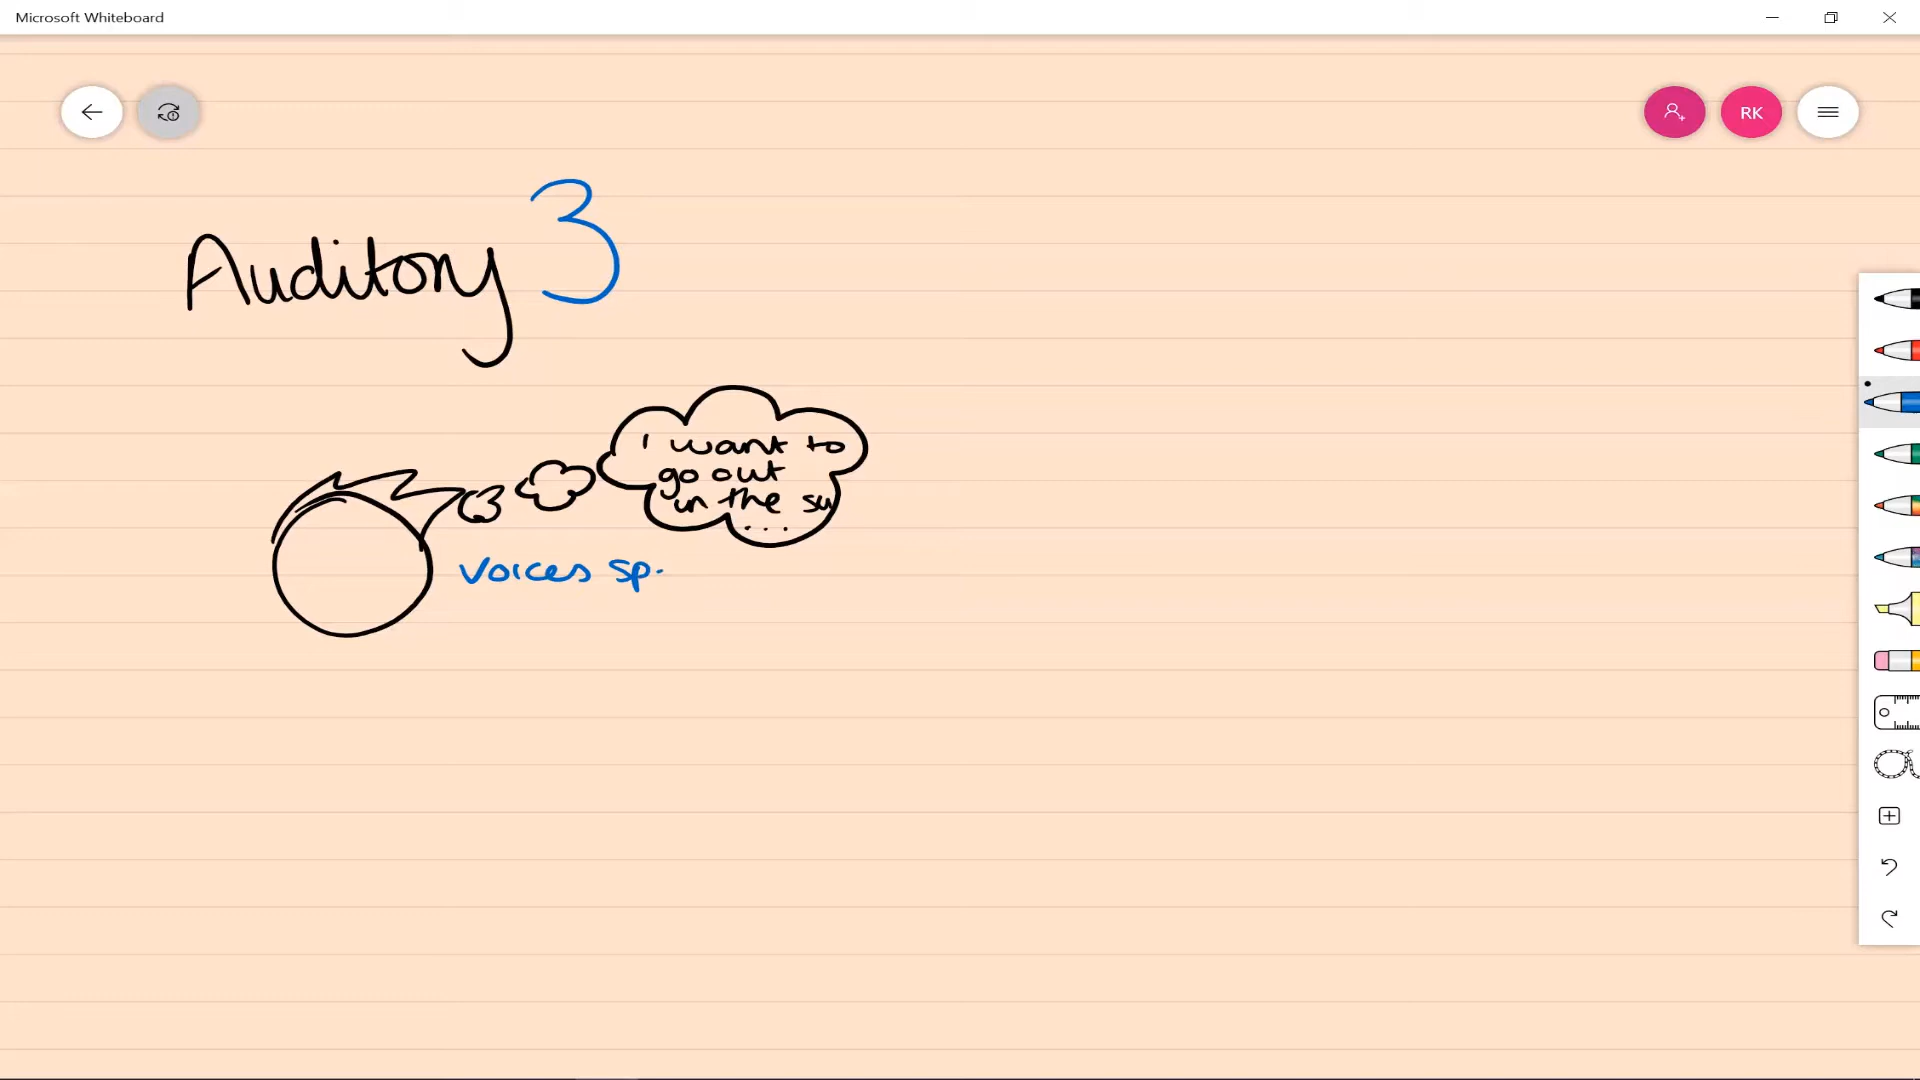 Microsoft Whiteboard
RK
Auditory 3
I want to
go out
in the su
...
voices sp.